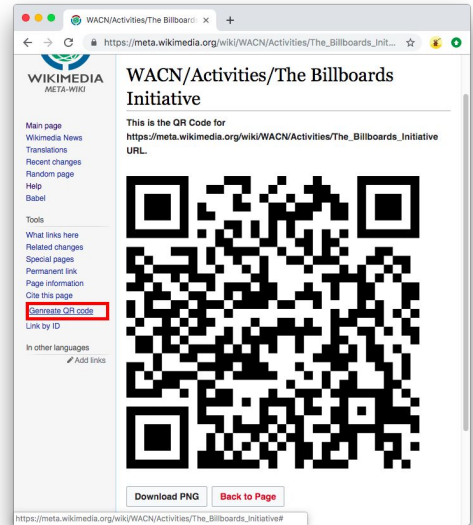 WACN/Activities/The Billboards
https://meta.wikimedia.org/wiki/WACN/Activities/The_Billboards_Init...
WIKIMEDIA
META-WIKI
Main page
Wikimedia News
Translations
Recent changes
Random page
Help
Babel
Tools
What links here
Related changes
Special pages
Permanent link
Page information
Cite this page
Genreate QR code
Link by ID
In other languages
Add links
WACN/Activities/The Billboards
Initiative
This is the QR Code for
https://meta.wikimedia.org/wiki/WACN/Activities/The_Billboards_Initiative
URL.
Download PNG
Back to Page
https://meta.wikimedia.org/wiki/WACN/Activities/The_Billboards_Initiative#